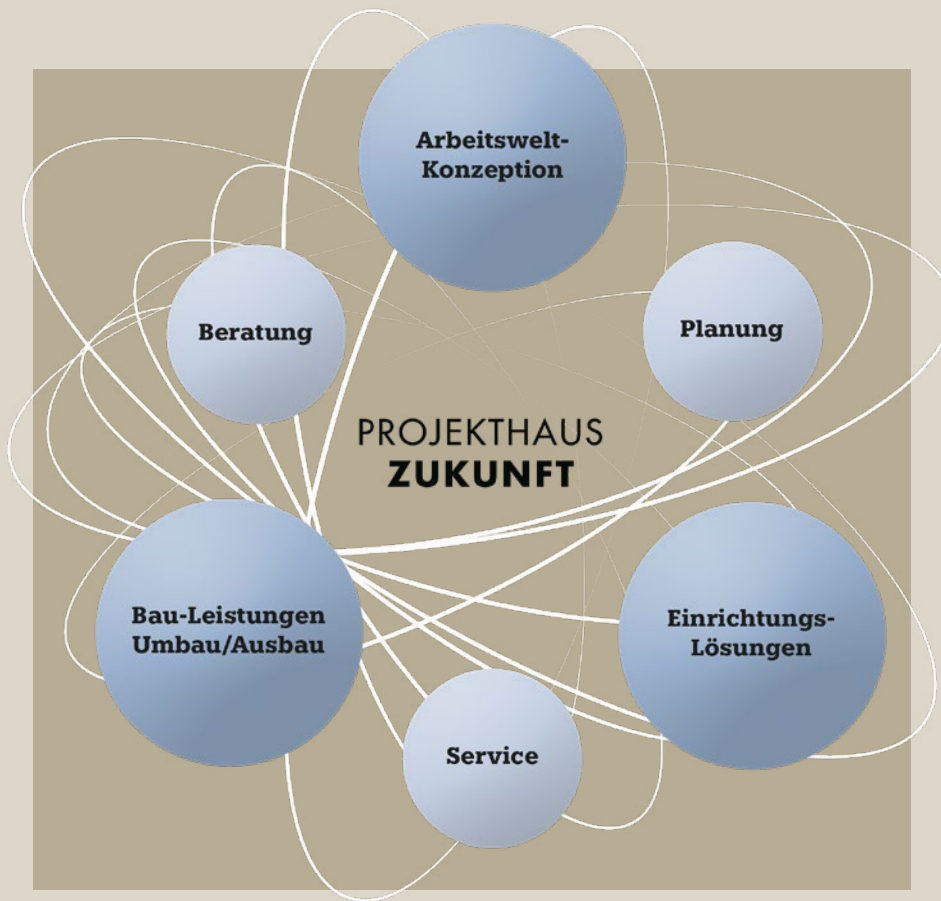 Arbeitswelt-
Konzeption
Beratung
Planung
PROJEKTHAUS
ZUKUNFT
Bau-Leistungen
Umbau/Ausbau
Einrichtungs-
Lösungen
Service